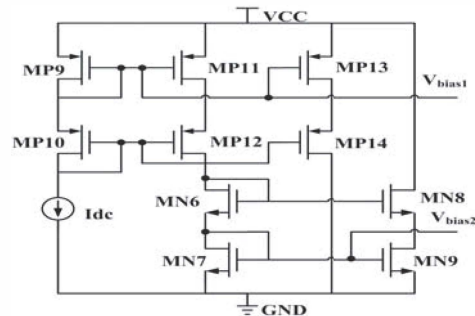 VCC
MP9
MP11
MP13
Vbias1
MP10
MP12
MP14
Idc
MN6
MN8
Vbias2
MN7
MN9
GND